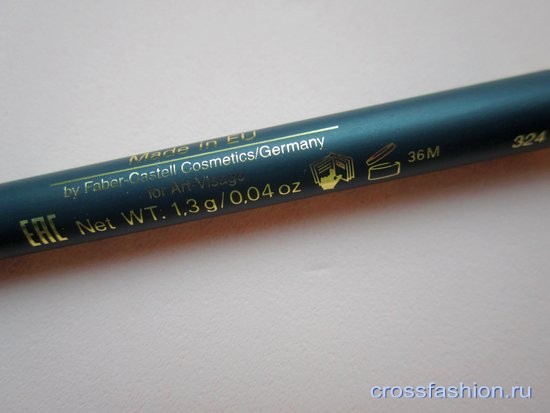 Made in EU
by Faber-Castell Cosmetics/Germany
for Art-Visage
EAC Net WT. 1,3 g/0,04 oz 36M 324
crossfashion.ru